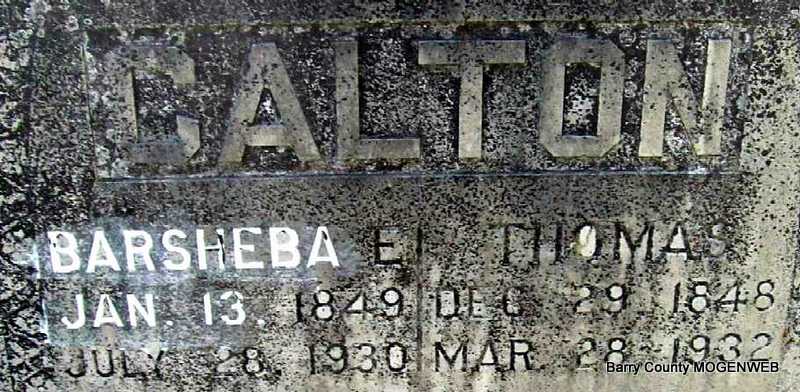 CALTON
BARSHEBA E. THOMAS
JAN. 13. 1849 DEC. 29. 1848
JULY 28. 1930 MAR. 28 1932
Barry County MOGENWEB